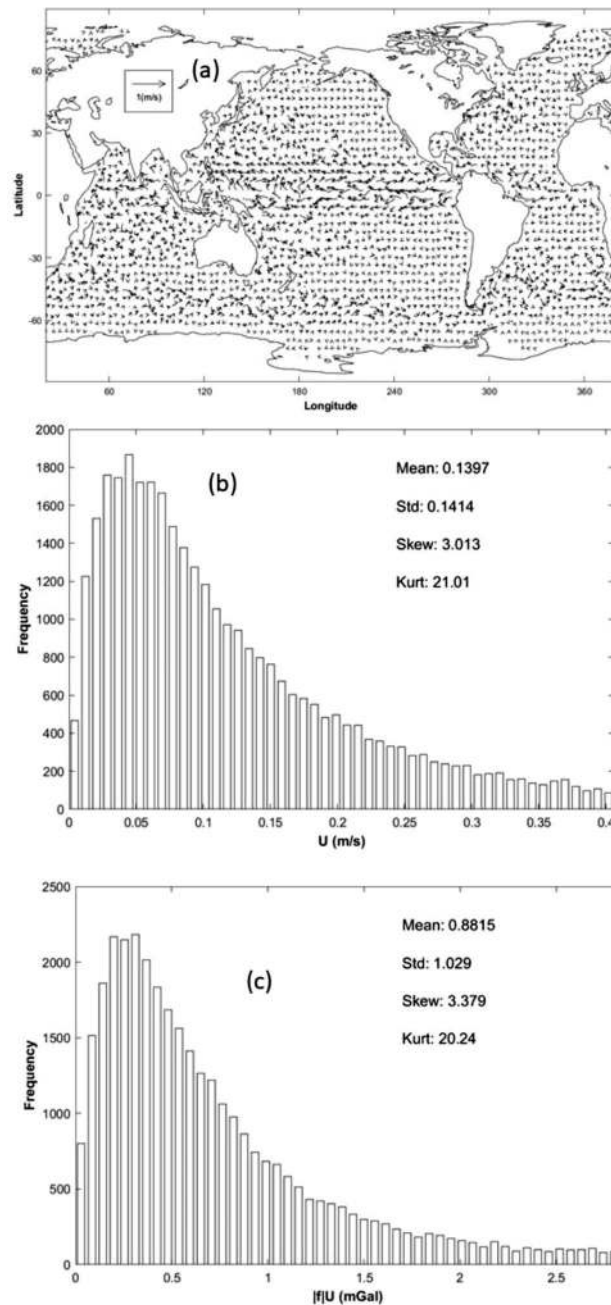 (a)
1(m/s)
60
30
0
-30
-60
Latitude
60
120
180
240
300
360
Longitude
2000
1800
1600
1400
1200
1000
800
600
400
200
0
Frequency
(b)
Mean: 0.1397
Std: 0.1414
Skew: 3.013
Kurt: 21.01
0
0.05
0.1
0.15
0.2
0.25
0.3
0.35
U (m/s)
2500
2000
1500
1000
500
0
Frequency
(c)
Mean: 0.8815
Std: 1.029
Skew: 3.379
Kurt: 20.24
0
0.5
1
1.5
2
2.5
|f|U (mGal)